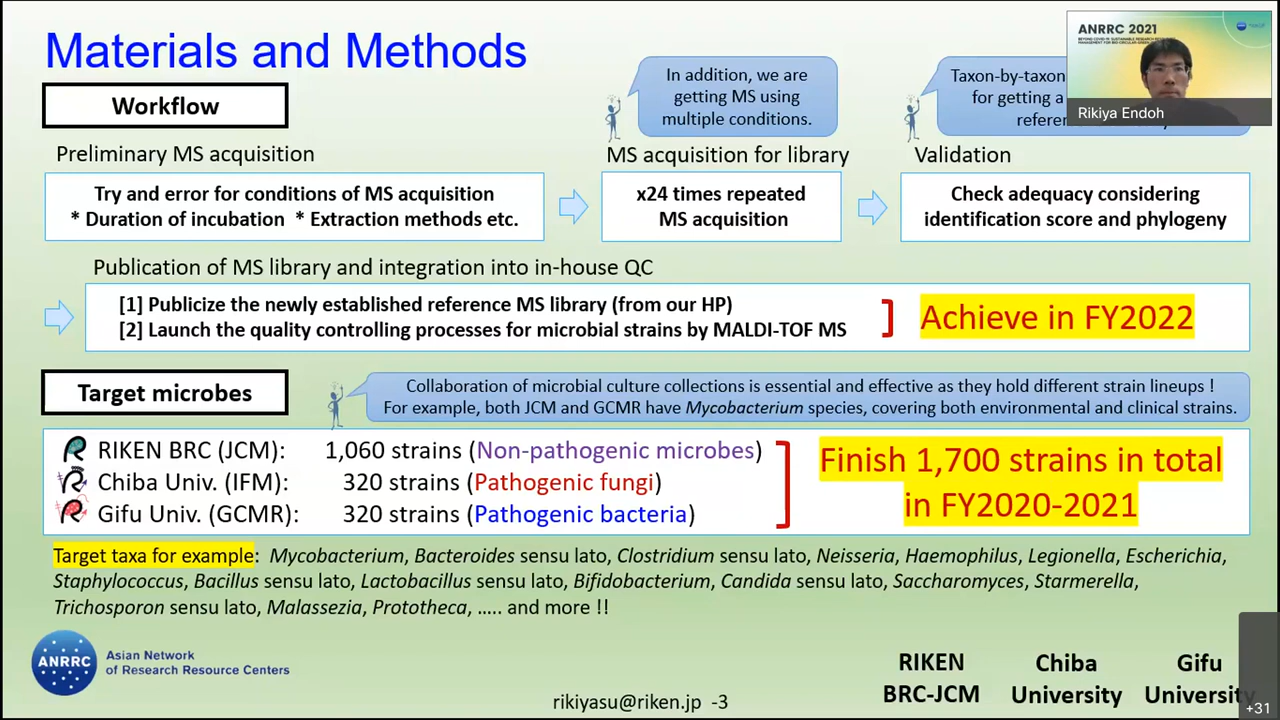 Materials and Methods
Workflow
In addition, we are
getting MS using
multiple conditions.
Taxon-by-taxon
for getting a
ANRRC 2021
Rikiya Endoh
Preliminary MS acquisition
MS acquisition for library
Validation
Try and error for conditions of MS acquisition
* Duration of incubation * Extraction methods etc.
x24 times repeated
MS acquisition
Check adequacy considering
identification score and phylogeny
Publication of MS library and integration into in-house QC
[1] Publicize the newly established reference MS library (from our HP)
[2] Launch the quality controlling processes for microbial strains by MALDI-TOF MS
Achieve in FY2022
Target microbes
Collaboration of microbial culture collections is essential and effective as they hold different strain lineups !
For example, both JCM and GCMR have Mycobacterium species, covering both environmental and clinical strains.
RIKEN BRC (JCM): 1,060 strains (Non-pathogenic microbes)
Chiba Univ. (IFM): 320 strains (Pathogenic fungi)
Gifu Univ. (GCMR): 320 strains (Pathogenic bacteria)
Finish 1,700 strains in total
in FY2020-2021
Target taxa for example: Mycobacterium, Bacteroides sensu lato, Clostridium sensu lato, Neisseria, Haemophilus, Legionella, Escherichia,
Staphylococcus, Bacillus sensu lato, Lactobacillus sensu lato, Bifidobacterium, Candida sensu lato, Saccharomyces, Starmerella,
Trichosporon sensu lato, Malassezia, Prototheca, ..... and more !!
ANRRC
Asian Network
of Research Resource Centers
rikiyasu@riken.jp -3
RIKEN
BRC-JCM
Chiba
University
Gifu
University
+31